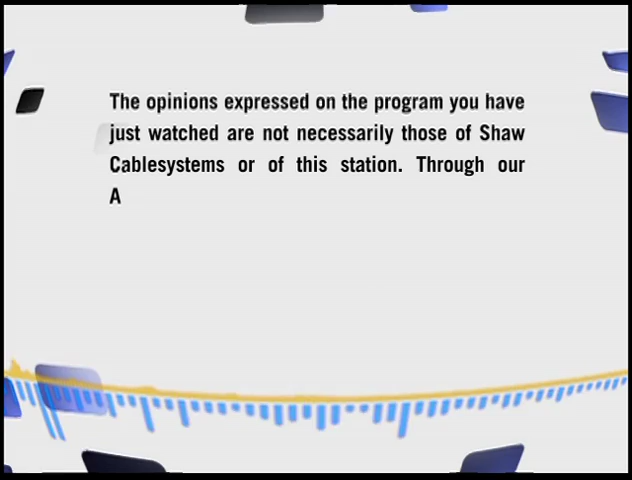 The opinions expressed on the program you have
just watched are not necessarily those of Shaw
Cablesystems or of this station. Through our
A